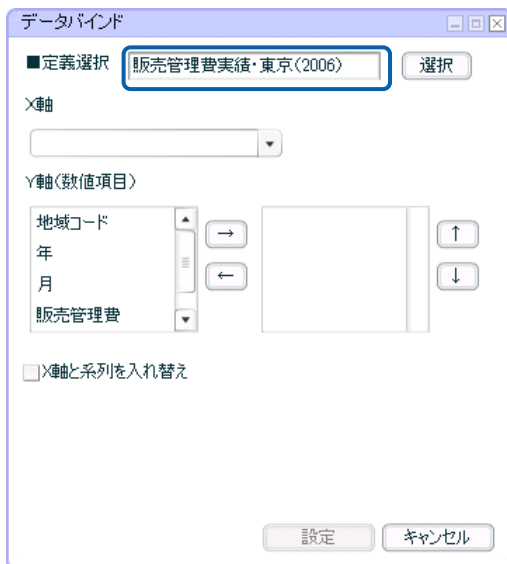 データバインド
■定義選択 販売管理費実績・東京(2006) 選択
X軸
Y軸(数値項目)
地域コード
年
月
販売管理費
→
←
↑
↓
X軸と系列を入れ替え
設定 キャンセル